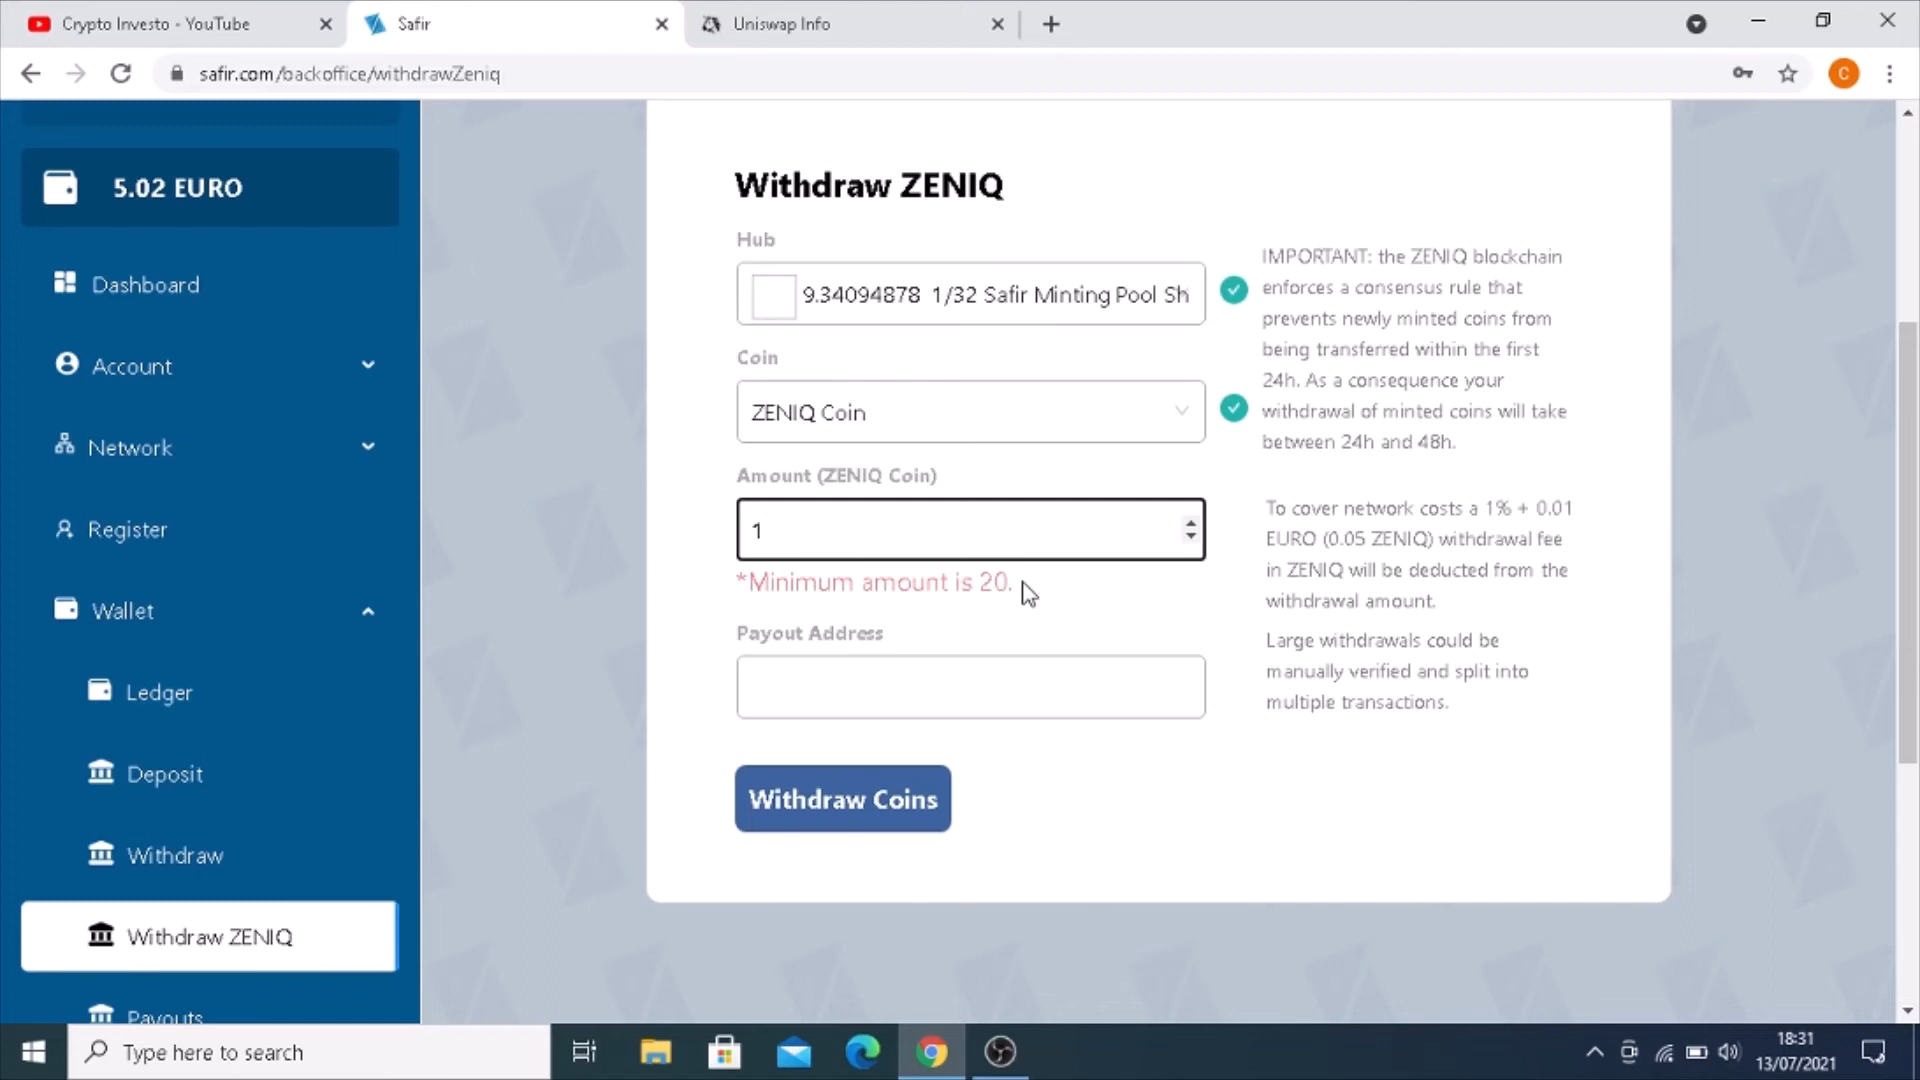 Crypto Investo - YouTube
Safir
Uniswap Info
safir.com/backoffice/withdrawZeniq
C
5.02 EURO
Dashboard
Account
Network
Register
Wallet
Ledger
Deposit
Withdraw
Withdraw ZENIQ
Payouts
Withdraw ZENIQ
Hub
9.34094878 1/32 Safir Minting Pool Sh
Coin
ZENIQ Coin
Amount (ZENIQ Coin)
1
*Minimum amount is 20.
Payout Address
Withdraw Coins
IMPORTANT: the ZENIQ blockchain
enforces a consensus rule that
prevents newly minted coins from
being transferred within the first
24h. As a consequence your
withdrawal of minted coins will take
between 24h and 48h.
To cover network costs a 1% + 0.01
EURO (0.05 ZENIQ) withdrawal fee
in ZENIQ will be deducted from the
withdrawal amount.
Large withdrawals could be
manually verified and split into
multiple transactions.
Type here to search
18:31
13/07/2021